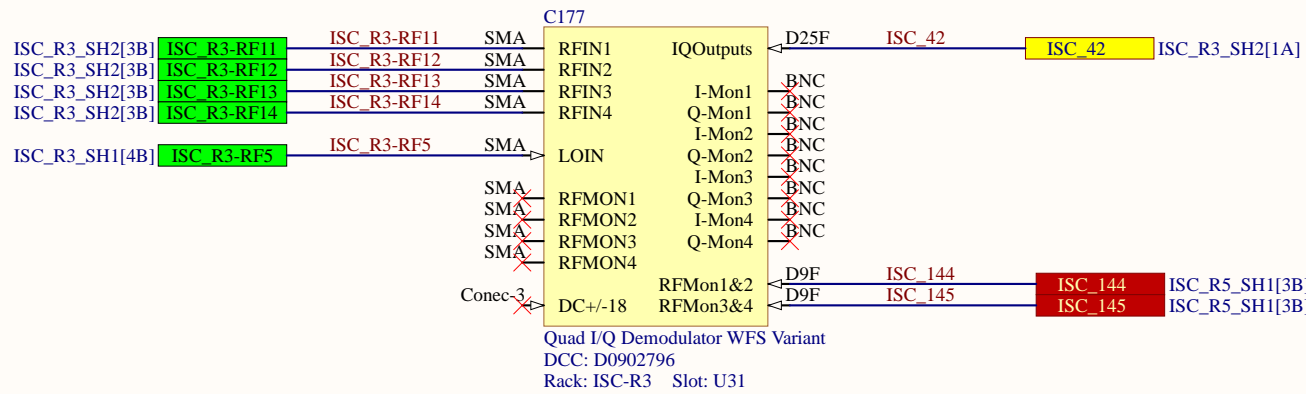 C177
ISC_R3_SH2[3B] ISC_R3-RF11 ISC_R3-RF11 SMA RFIN1 IQOutputs D25F ISC_42 ISC_42 ISC_R3_SH2[1A]
ISC_R3_SH2[3B] ISC_R3-RF12 ISC_R3-RF12 SMA RFIN2
ISC_R3_SH2[3B] ISC_R3-RF13 ISC_R3-RF13 SMA RFIN3 I-Mon1 BNC
ISC_R3_SH2[3B] ISC_R3-RF14 ISC_R3-RF14 SMA RFIN4 Q-Mon1 BNC
I-Mon2 BNC
ISC_R3_SH1[4B] ISC_R3-RF5 ISC_R3-RF5 SMA LOIN Q-Mon2 BNC
I-Mon3 BNC
SMA RFMON1 Q-Mon3 BNC
SMA RFMON2 I-Mon4 BNC
SMA RFMON3 Q-Mon4 BNC
SMA RFMON4
RFMon1&2 D9F ISC_144 ISC_144 ISC_R5_SH1[3B]
Conec-3 DC+/-18 RFMon3&4 D9F ISC_145 ISC_145 ISC_R5_SH1[3B]
Quad I/Q Demodulator WFS Variant
DCC: D0902796
Rack: ISC-R3 Slot: U31